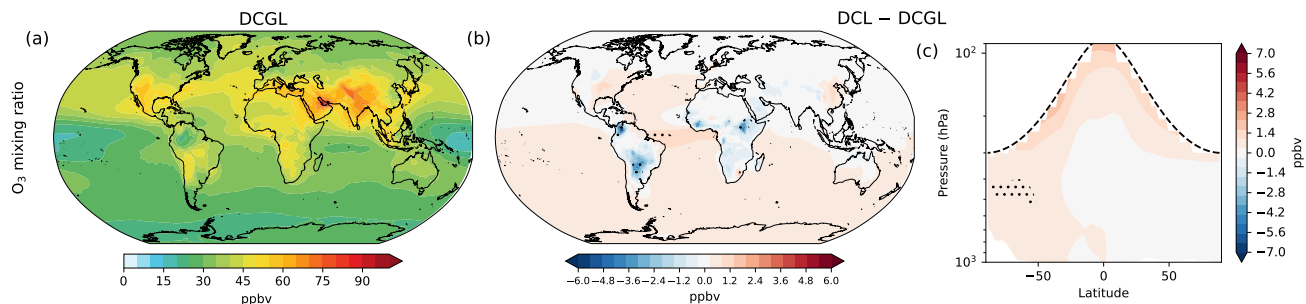 DCGL
DCL − DCGL
(a)
(b)
(c)
O₃ mixing ratio
0 15 30 45 60 75 90
ppbv
−6.0 −4.8 −3.6 −2.4 −1.2 0.0 1.2 2.4 3.6 4.8 6.0
ppbv
Pressure (hPa)
10²
10³
−50 0 50
Latitude
7.0
5.6
4.2
2.8
1.4
0.0
−1.4
−2.8
−4.2
−5.6
−7.0
ppbv